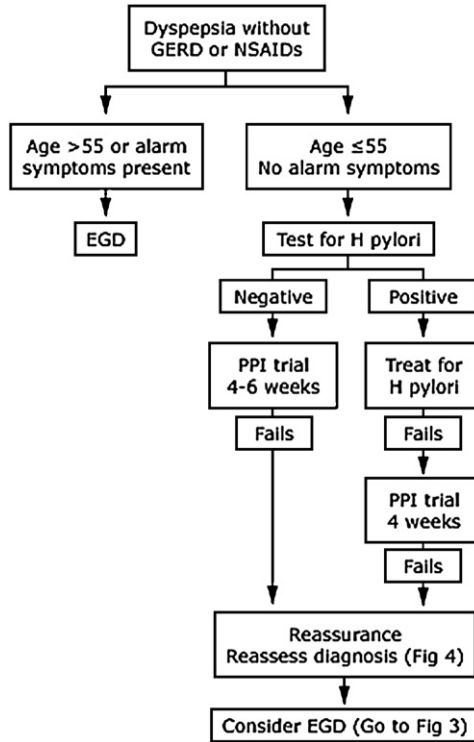 Dyspepsia without
GERD or NSAIDs
Age >55 or alarm
symptoms present
Age ≤55
No alarm symptoms
EGD
Test for H pylori
Negative
Positive
PPI trial
4-6 weeks
Treat for
H pylori
Fails
Fails
PPI trial
4 weeks
Fails
Reassurance
Reassess diagnosis (Fig 4)
Consider EGD (Go to Fig 3)